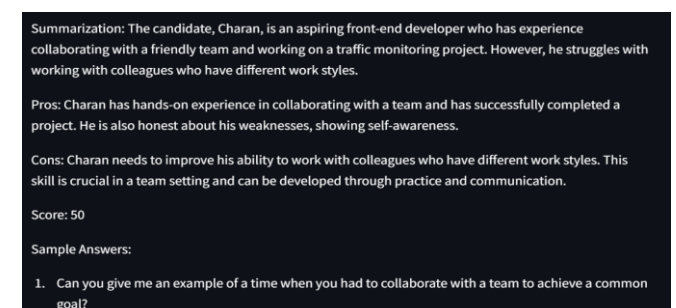 Summarization: The candidate, Charan, is an aspiring front-end developer who has experience
collaborating with a friendly team and working on a traffic monitoring project. However, he struggles with
working with colleagues who have different work styles.
Pros: Charan has hands-on experience in collaborating with a team and has successfully completed a
project. He is also honest about his weaknesses, showing self-awareness.
Cons: Charan needs to improve his ability to work with colleagues who have different work styles. This
skill is crucial in a team setting and can be developed through practice and communication.
Score: 50
Sample Answers:
1. Can you give me an example of a time when you had to collaborate with a team to achieve a common
goal?